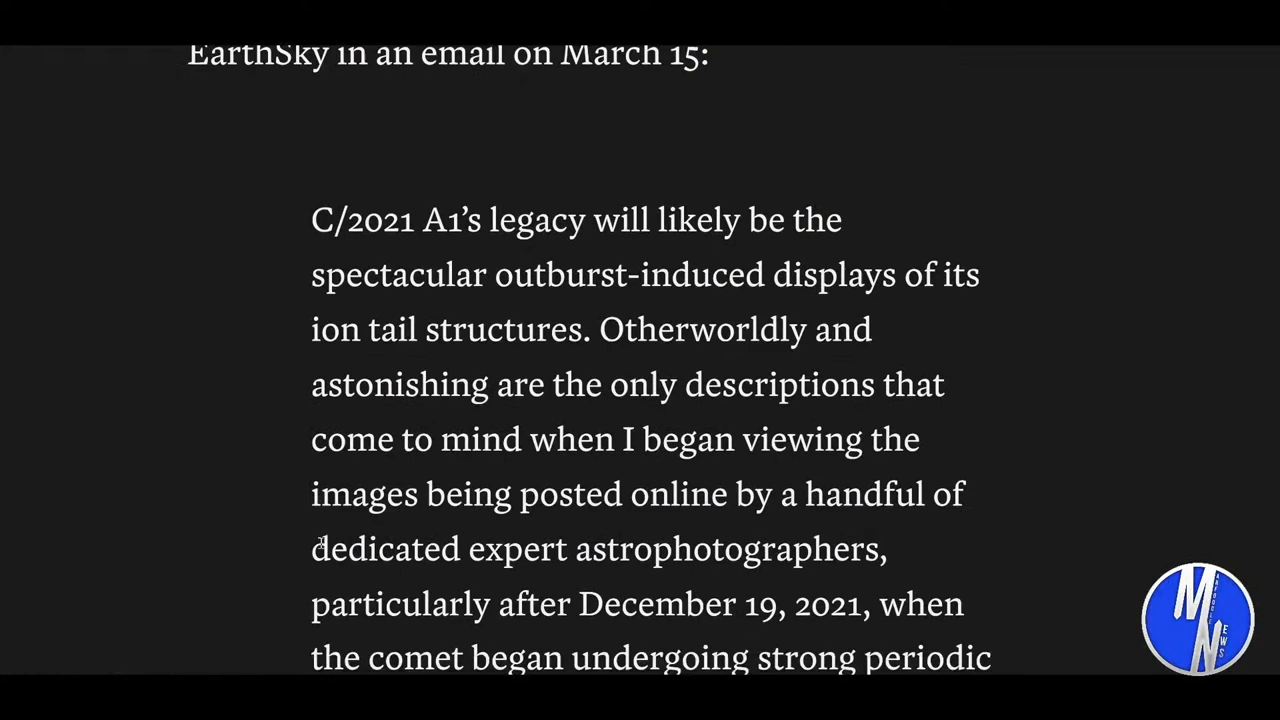 EarthSky in an email on March 15:
C/2021 A1’s legacy will likely be the
spectacular outburst-induced displays of its
ion tail structures. Otherworldly and
astonishing are the only descriptions that
come to mind when I began viewing the
images being posted online by a handful of
dedicated expert astrophotographers,
particularly after December 19, 2021, when
the comet began undergoing strong periodic
MN